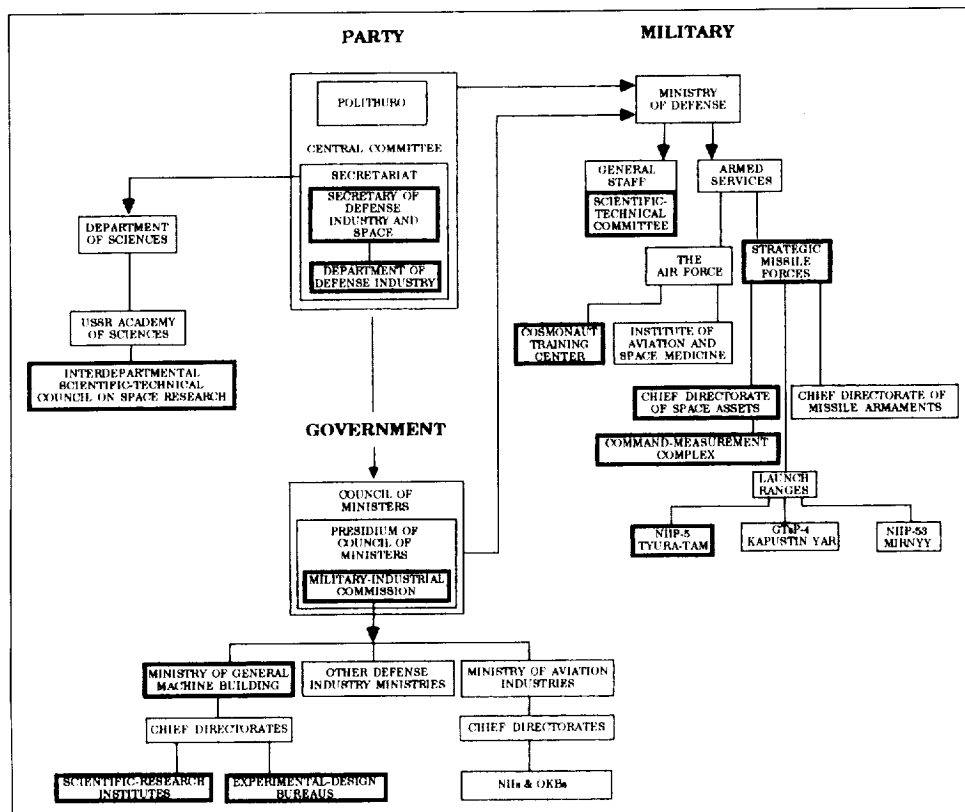 PARTY
MILITARY
POLITBURO
CENTRAL COMMITTEE
SECRETARIAT
SECRETARY OF
DEFENSE
INDUSTRY AND
SPACE
DEPARTMENT OF
DEFENSE INDUSTRY
DEPARTMENT
OF SCIENCES
USSR ACADEMY
OF SCIENCES
INTERDEPARTMENTAL
SCIENTIFIC-TECHNICAL
COUNCIL ON SPACE RESEARCH
MINISTRY
OF DEFENSE
GENERAL
STAFF
SCIENTIFIC-
TECHNICAL
COMMITTEE
ARMED
SERVICES
THE
AIR FORCE
STRATEGIC
MISSILE
FORCES
COSMONAUT
TRAINING
CENTER
INSTITUTE OF
AVIATION AND
SPACE MEDICINE
CHIEF DIRECTORATE
OF SPACE ASSETS
CHIEF DIRECTORATE OF
MISSILE ARMAMENTS
COMMAND-MEASUREMENT
COMPLEX
LAUNCH
RANGES
NIIP-5
TYURA-TAM
GTsP-4
KAPUSTIN YAR
NIIP-53
MIRNYY
GOVERNMENT
COUNCIL OF
MINISTERS
PRESIDIUM OF
COUNCIL OF
MINISTERS
MILITARY-INDUSTRIAL
COMMISSION
MINISTRY OF GENERAL
MACHINE BUILDING
OTHER DEFENSE
INDUSTRY MINISTRIES
MINISTRY OF AVIATION
INDUSTRIES
CHIEF DIRECTORATES
CHIEF DIRECTORATES
SCIENTIFIC-RESEARCH
INSTITUTES
EXPERIMENTAL-DESIGN
BUREAUS
NIIs & OKBs